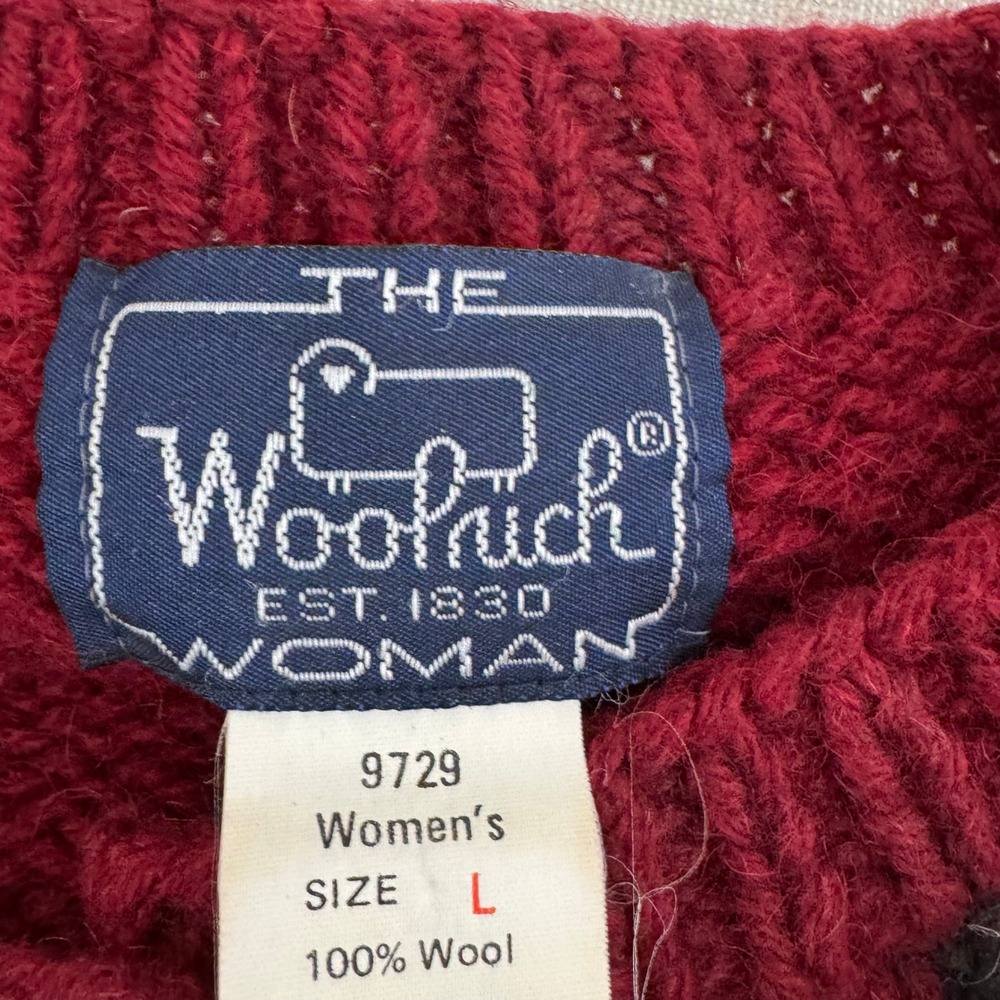 THE
Woolrich®
EST. 1830
WOMAN
9729
Women's
SIZE L
100% Wool